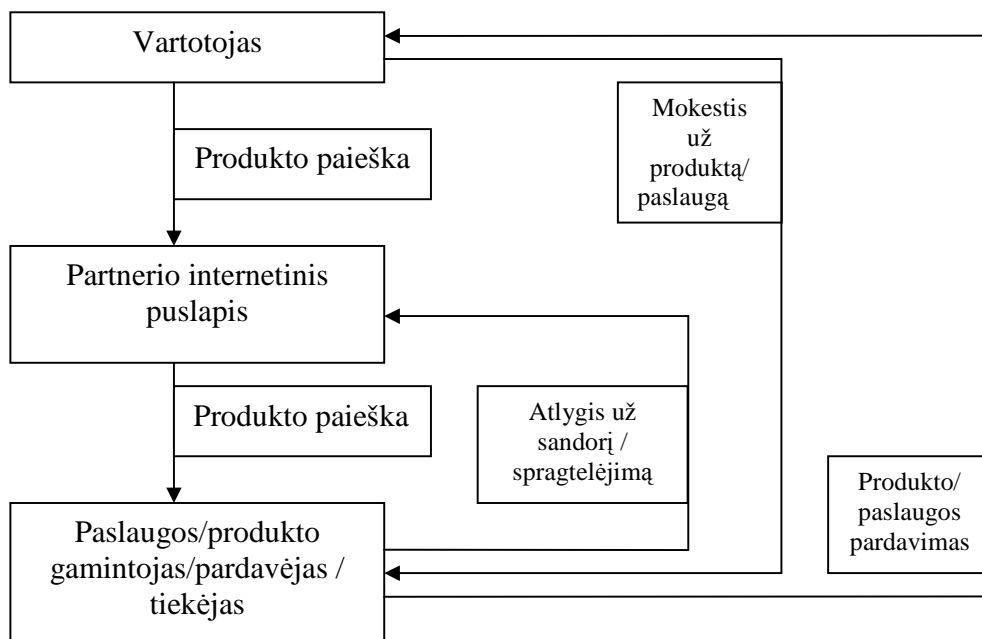 Vartotojas
Mokestis
už
produktą/
paslaugą
Produkto paieška
Partnerio internetinis
puslapis
Produkto paieška
Atlygis už
sandorį /
spragtelėjimą
Produkto/
paslaugos
pardavimas
Paslaugos/produkto
gamintojas/pardavėjas /
tiekėjas